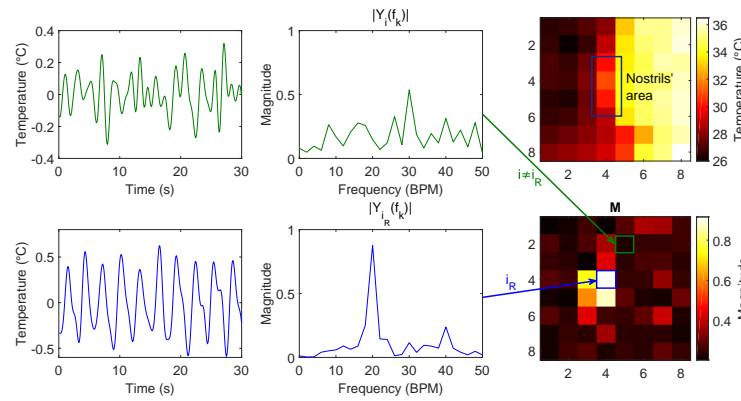 |Y_i(f_k)|
0.4
0.2
0
-0.2
-0.4
0 10 20 30
Temperature (°C)
Time (s)
1
0.5
0
0 10 20 30 40 50
Magnitude
Frequency (BPM)
2
4
6
8
2 4 6 8
Nostrils'
area
36
34
32
30
28
26
Temperature (°C)
i≠i_R
i_R
|Y_{i_R}(f_k)|
0.5
0
-0.5
0 10 20 30
Temperature (°C)
Time (s)
1
0.5
0
0 10 20 30 40 50
Magnitude
Frequency (BPM)
M
2
4
6
8
2 4 6 8
0.8
0.6
0.4
0.2
Magnitude